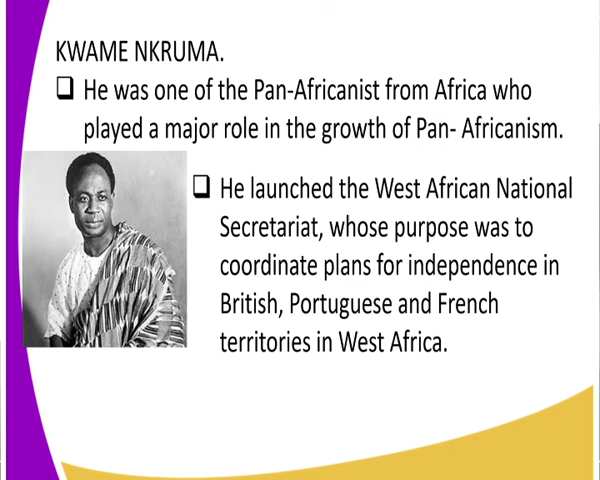 KWAME NKRUMA.
❑ He was one of the Pan-Africanist from Africa who
played a major role in the growth of Pan- Africanism.
❑ He launched the West African National
Secretariat, whose purpose was to
coordinate plans for independence in
British, Portuguese and French
territories in West Africa.